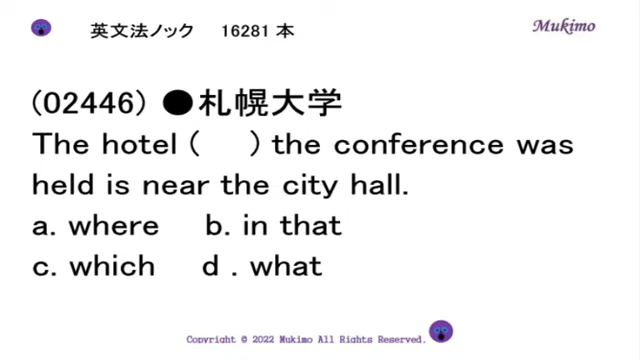 英文法ノック 16281 本
Mukimo
(02446) ●札幌大学
The hotel ( ) the conference was
held is near the city hall.
a. where b. in that
c. which d . what
Copyright @ 2022 Mukimo All Rights Reserved.